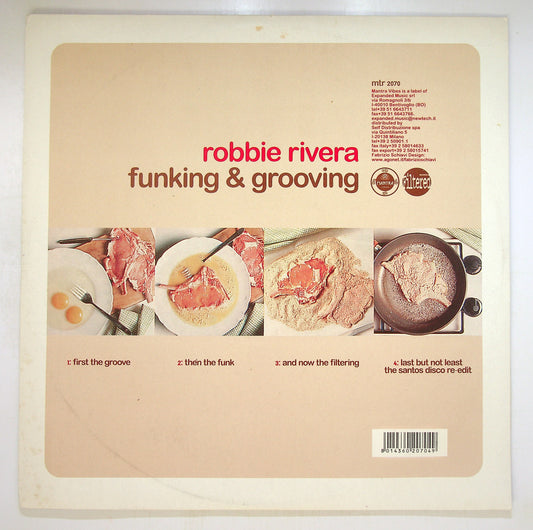 mtr 2070
Mantra Vibes is a label of
Expanded Music srl
via Romagnoli 3/b
I-40010 Bentivoglio (BO)
tel+39 51 6643711
fax+39 51 6643766.
expanded.music@newtech.it
distributed by
Self Distribuzione spa
via Quintiliano 5
I-20138 Milano
tel+39 2 50901.1
fax italy+39 2 58014633
fax export+39 2 58015741
Fabrizio Schiavi Design:
www.agonet.it/fabrizioschiavi
robbie rivera
funking & grooving
filtered
1: first the groove
2: then the funk
3: and now the filtering
4: last but not least
the santos disco re-edit
8 014360 207049